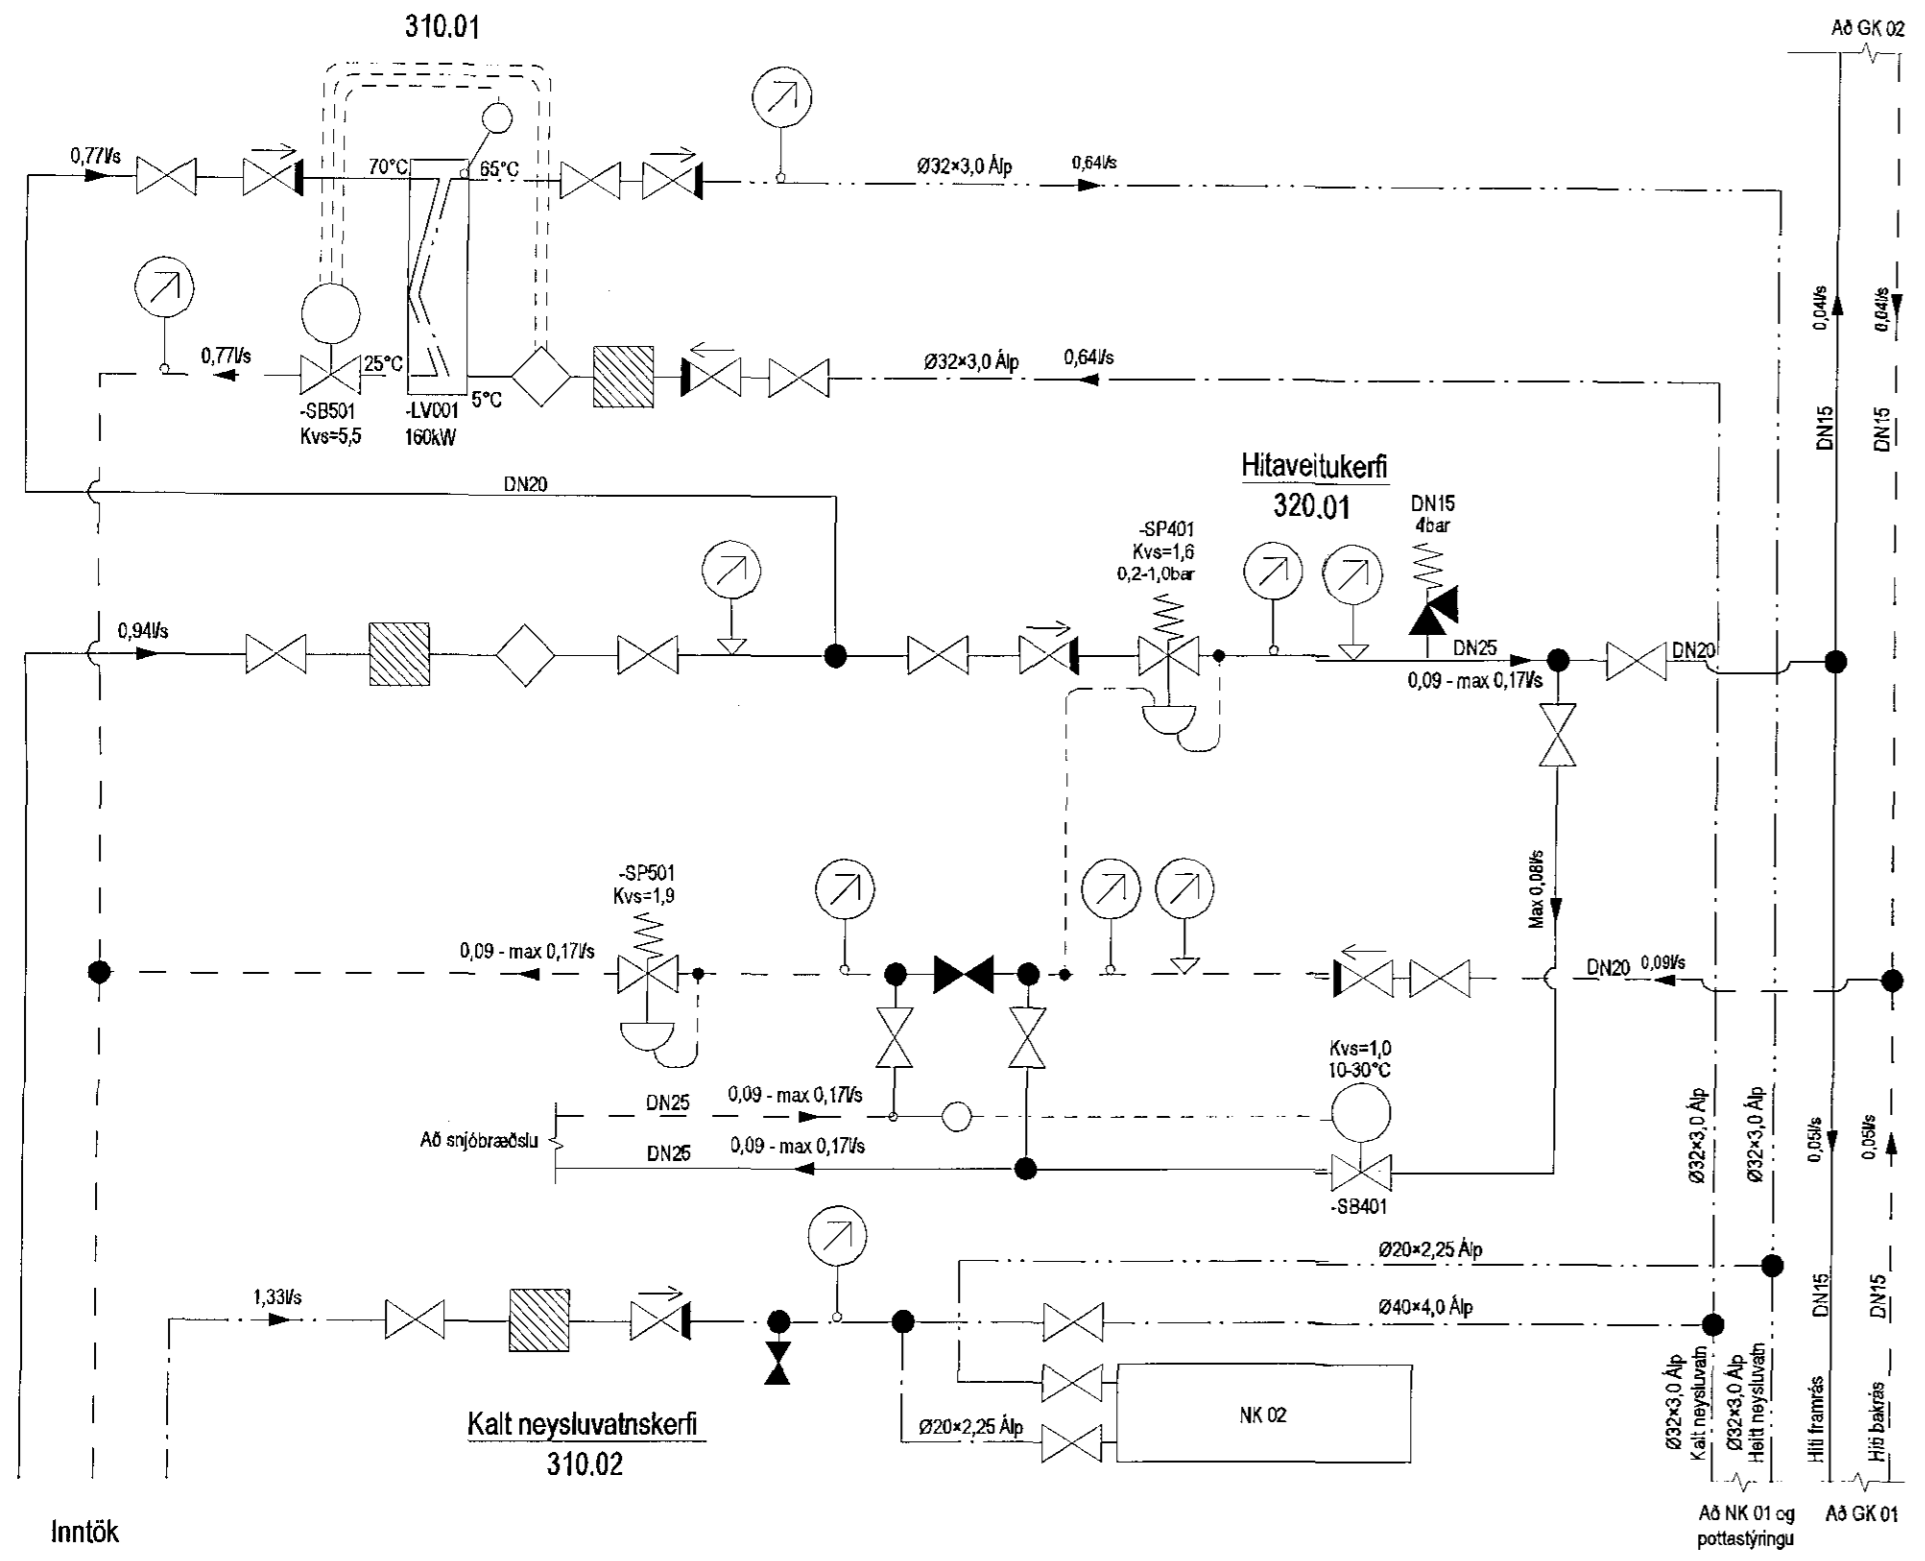 310.01
Að GK 02
0,77l/s
70°C
65°C
Ø32×3,0 Álp
0,64l/s
0,77l/s
25°C
5°C
-SB501
Kvs=5,5
-LV001
160kW
Ø32×3,0 Álp
0,64l/s
0,04l/s
0,04l/s
DN15
DN15
DN20
Hitaveitukerfi
320.01
DN15
4bar
-SP401
Kvs=1,6
0,2-1,0bar
0,94l/s
DN25
0,09 - max 0,17l/s
DN20
Max 0,08l/s
-SP501
Kvs=1,9
0,09 - max 0,17l/s
DN20
0,09l/s
Kvs=1,0
10-30°C
DN25
0,09 - max 0,17l/s
Að snjóbræðslu
DN25
0,09 - max 0,17l/s
-SB401
Ø32×3,0 Álp
Ø32×3,0 Álp
0,05l/s
0,05l/s
Ø20×2,25 Álp
1,33l/s
Ø40×4,0 Álp
DN15
DN15
Kalt neysluvatnskerfi
310.02
Ø20×2,25 Álp
NK 02
Ø32×3,0 Álp
Kalt neysluvatn
Ø32×3,0 Álp
Heitt neysluvatn
Hiti framrás
Hiti bakrás
Inntök
Að NK 01 og
pottastýringu
Að GK 01